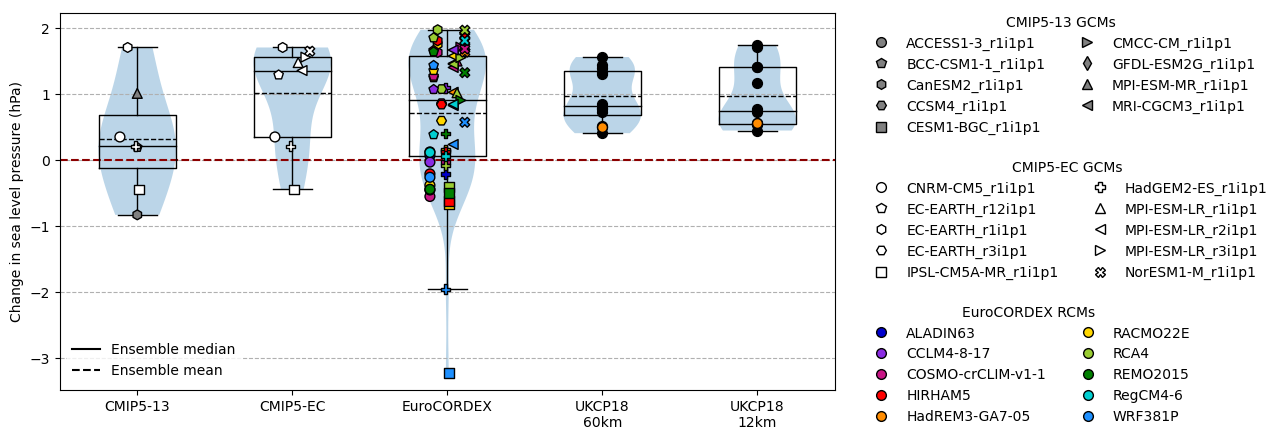 Change in sea level pressure (hPa)
2
1
0
−1
−2
−3
Ensemble median
Ensemble mean
CMIP5-13
CMIP5-EC
EuroCORDEX
UKCP18
60km
UKCP18
12km
CMIP5-13 GCMs
ACCESS1-3_r1i1p1
BCC-CSM1-1_r1i1p1
CanESM2_r1i1p1
CCSM4_r1i1p1
CESM1-BGC_r1i1p1
CMCC-CM_r1i1p1
GFDL-ESM2G_r1i1p1
MPI-ESM-MR_r1i1p1
MRI-CGCM3_r1i1p1
CMIP5-EC GCMs
CNRM-CM5_r1i1p1
EC-EARTH_r12i1p1
EC-EARTH_r1i1p1
EC-EARTH_r3i1p1
IPSL-CM5A-MR_r1i1p1
HadGEM2-ES_r1i1p1
MPI-ESM-LR_r1i1p1
MPI-ESM-LR_r2i1p1
MPI-ESM-LR_r3i1p1
NorESM1-M_r1i1p1
EuroCORDEX RCMs
ALADIN63
CCLM4-8-17
COSMO-crCLIM-v1-1
HIRHAM5
HadREM3-GA7-05
RACMO22E
RCA4
REMO2015
RegCM4-6
WRF381P